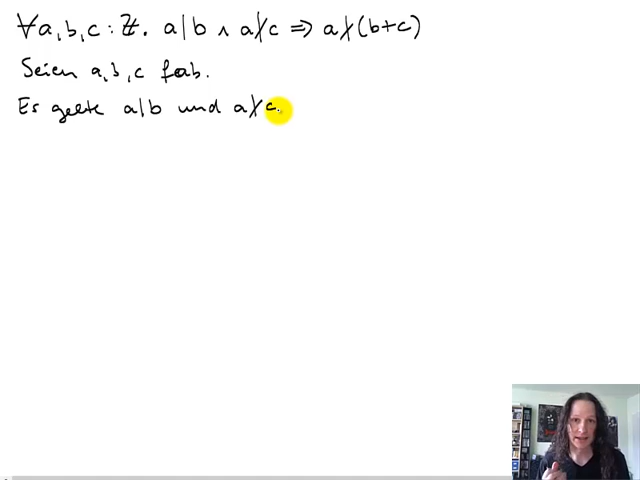 ∀a,b,c : ℤ. a|b ∧ a∤c ⇒ a∤(b+c)
Seien a,b,c fab.
Es gelte a|b und a∤c.